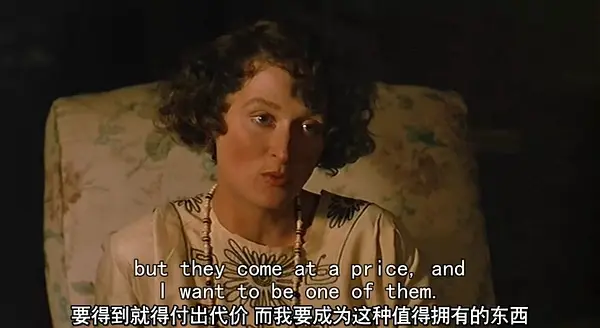 but they come at a price, and
I want to be one of them.
要得到就得付出代价 而我要成为这种值得拥有的东西